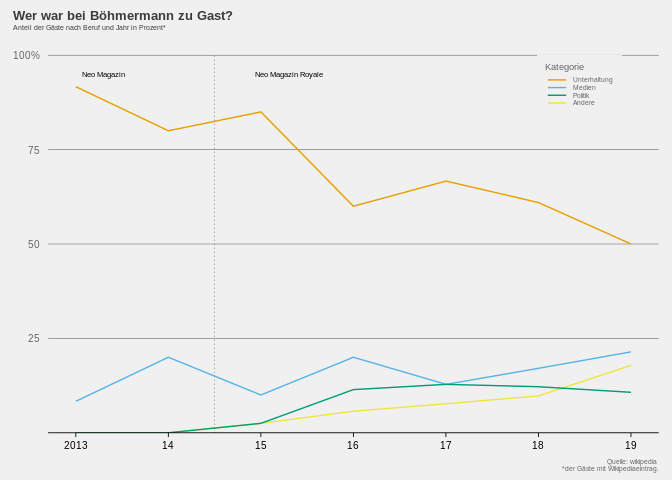 Wer war bei Böhmermann zu Gast?
Anteil der Gäste nach Beruf und Jahr in Prozent*
100%
Neo Magazin
Neo Magazin Royale
Kategorie
Unterhaltung
Medien
Politik
Andere
75
50
25
2013 14 15 16 17 18 19
Quelle: wikipedia
*der Gäste mit Wikipediaeintrag.